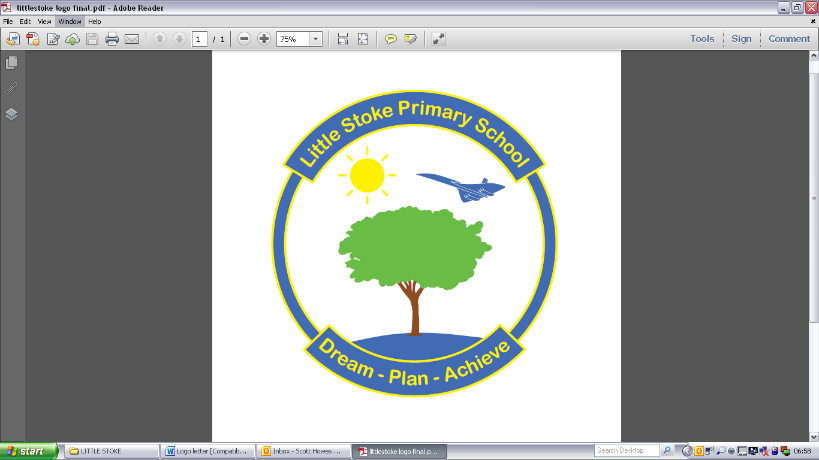 littlestoke logo final.pdf - Adobe Reader
File Edit View Window Help
1 / 1 75% Tools Sign Comment
Little Stoke Primary School
Dream - Plan - Achieve
start LITTLE STOKE Logo letter [Compatib... Inbox - Scott Howes ... littlestoke logo final.p... Search Desktop 06:58